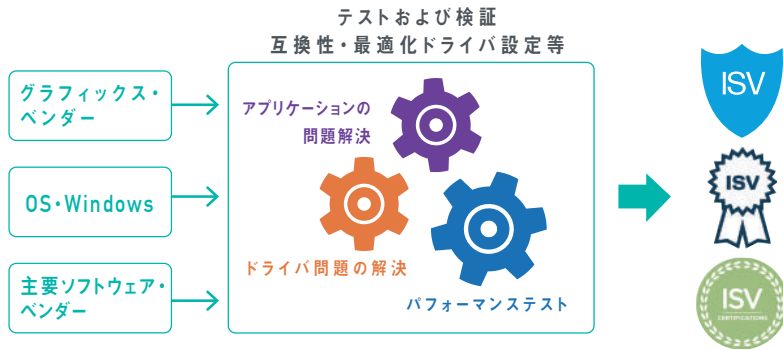 テストおよび検証
互換性・最適化ドライバ設定等
グラフィックス・
ベンダー
OS・Windows
主要ソフトウェア・
ベンダー
アプリケーションの
問題解決
ドライバ問題の解決
パフォーマンステスト
ISV
ISV
ISV
CERTIFICATIONS